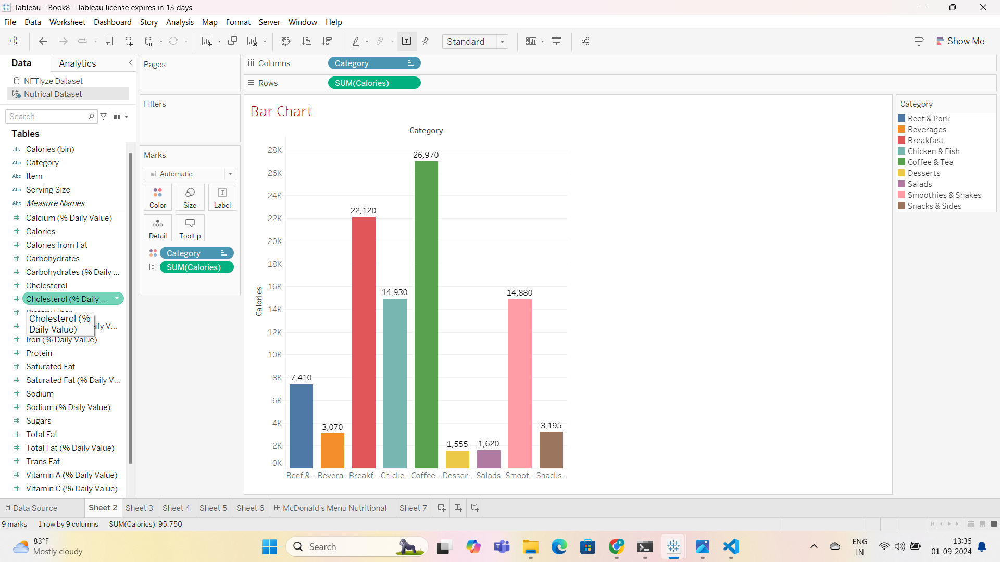 Tableau - Book8 - Tableau license expires in 13 days
File Data Worksheet Dashboard Story Analysis Map Format Server Window Help
Standard
Show Me
Data Analytics
NFTlyze Dataset
Nutrical Dataset
Search
Tables
Calories (bin)
Abc Category
Abc Item
Abc Serving Size
Abc Measure Names
# Calcium (% Daily Value)
# Calories
# Calories from Fat
# Carbohydrates
# Carbohydrates (% Daily ...
# Cholesterol
# Cholesterol (% Daily ...
Cholesterol (%
Daily Value)
# Iron (% Daily Value)
# Protein
# Saturated Fat
# Saturated Fat (% Daily V...
# Sodium
# Sodium (% Daily Value)
# Sugars
# Total Fat
# Total Fat (% Daily Value)
# Trans Fat
# Vitamin A (% Daily Value)
# Vitamin C (% Daily Value)
Pages
Filters
Marks
Automatic
Color Size Label
Detail Tooltip
Category
SUM(Calories)
Columns Category
Rows SUM(Calories)
Bar Chart
Category
Calories
28K
26K
24K
22K
20K
18K
16K
14K
12K
10K
8K
6K
4K
2K
0K
7,410
3,070
22,120
14,930
26,970
1,555
1,620
14,880
3,195
Beef & .. Bevera.. Breakf.. Chicke.. Coffee .. Desser.. Salads Smoot.. Snacks..
Category
Beef & Pork
Beverages
Breakfast
Chicken & Fish
Coffee & Tea
Desserts
Salads
Smoothies & Shakes
Snacks & Sides
Data Source Sheet 2 Sheet 3 Sheet 4 Sheet 5 Sheet 6 McDonald's Menu Nutritional Sheet 7
9 marks 1 row by 9 columns SUM(Calories): 95,750
83°F
Mostly cloudy
Search
ENG
IN
13:35
01-09-2024